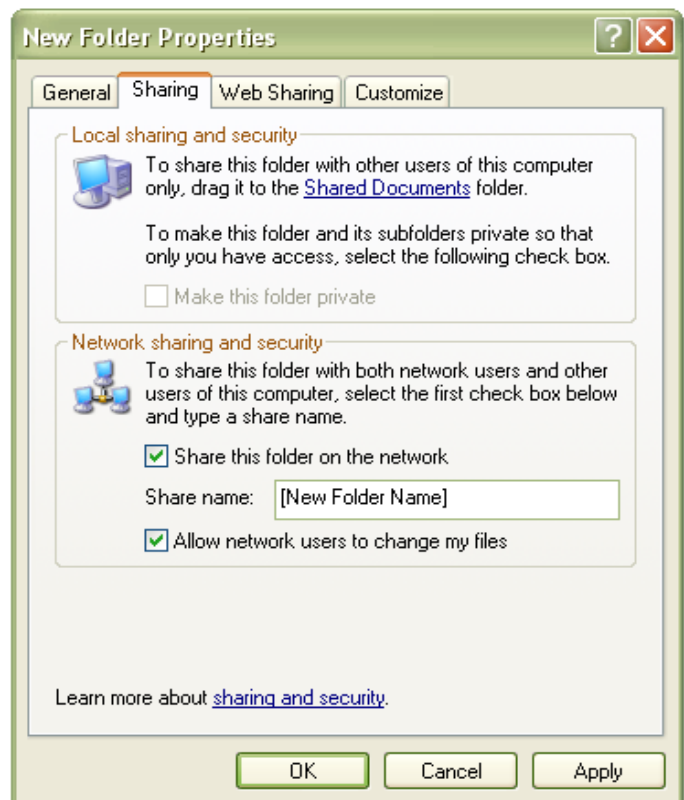 New Folder Properties
?
General Sharing Web Sharing Customize
Local sharing and security
To share this folder with other users of this computer
only, drag it to the Shared Documents folder.
To make this folder and its subfolders private so that
only you have access, select the following check box.
Make this folder private
Network sharing and security
To share this folder with both network users and other
users of this computer, select the first check box below
and type a share name.
Share this folder on the network
Share name: [New Folder Name]
Allow network users to change my files
Learn more about sharing and security.
OK Cancel Apply